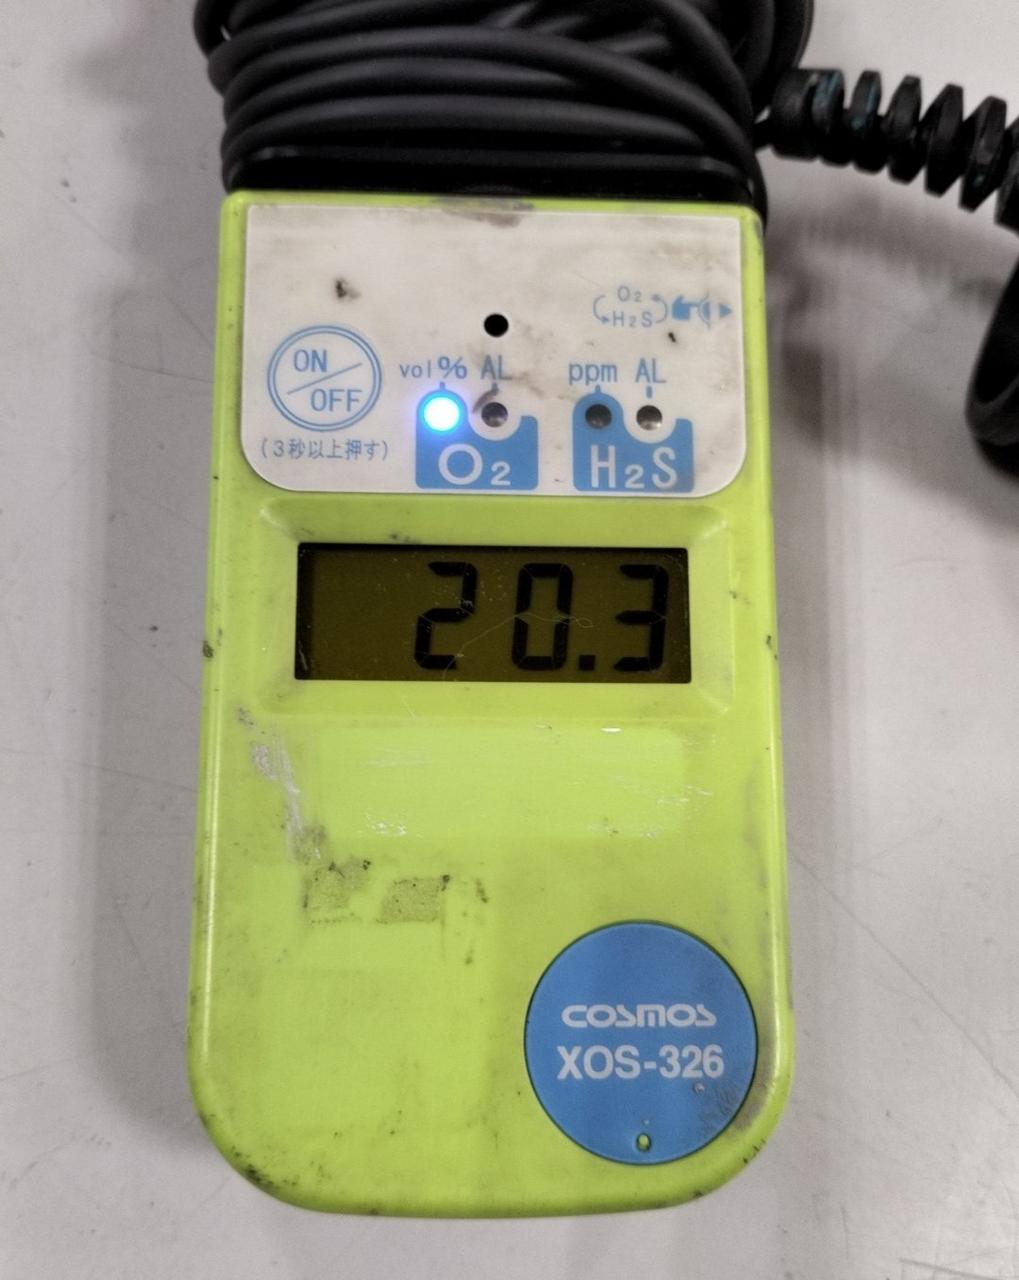 O₂
H₂S
ON
OFF
(3秒以上押す)
vol% AL
O₂
ppm AL
H₂S
20.3
COSMOS
XOS-326